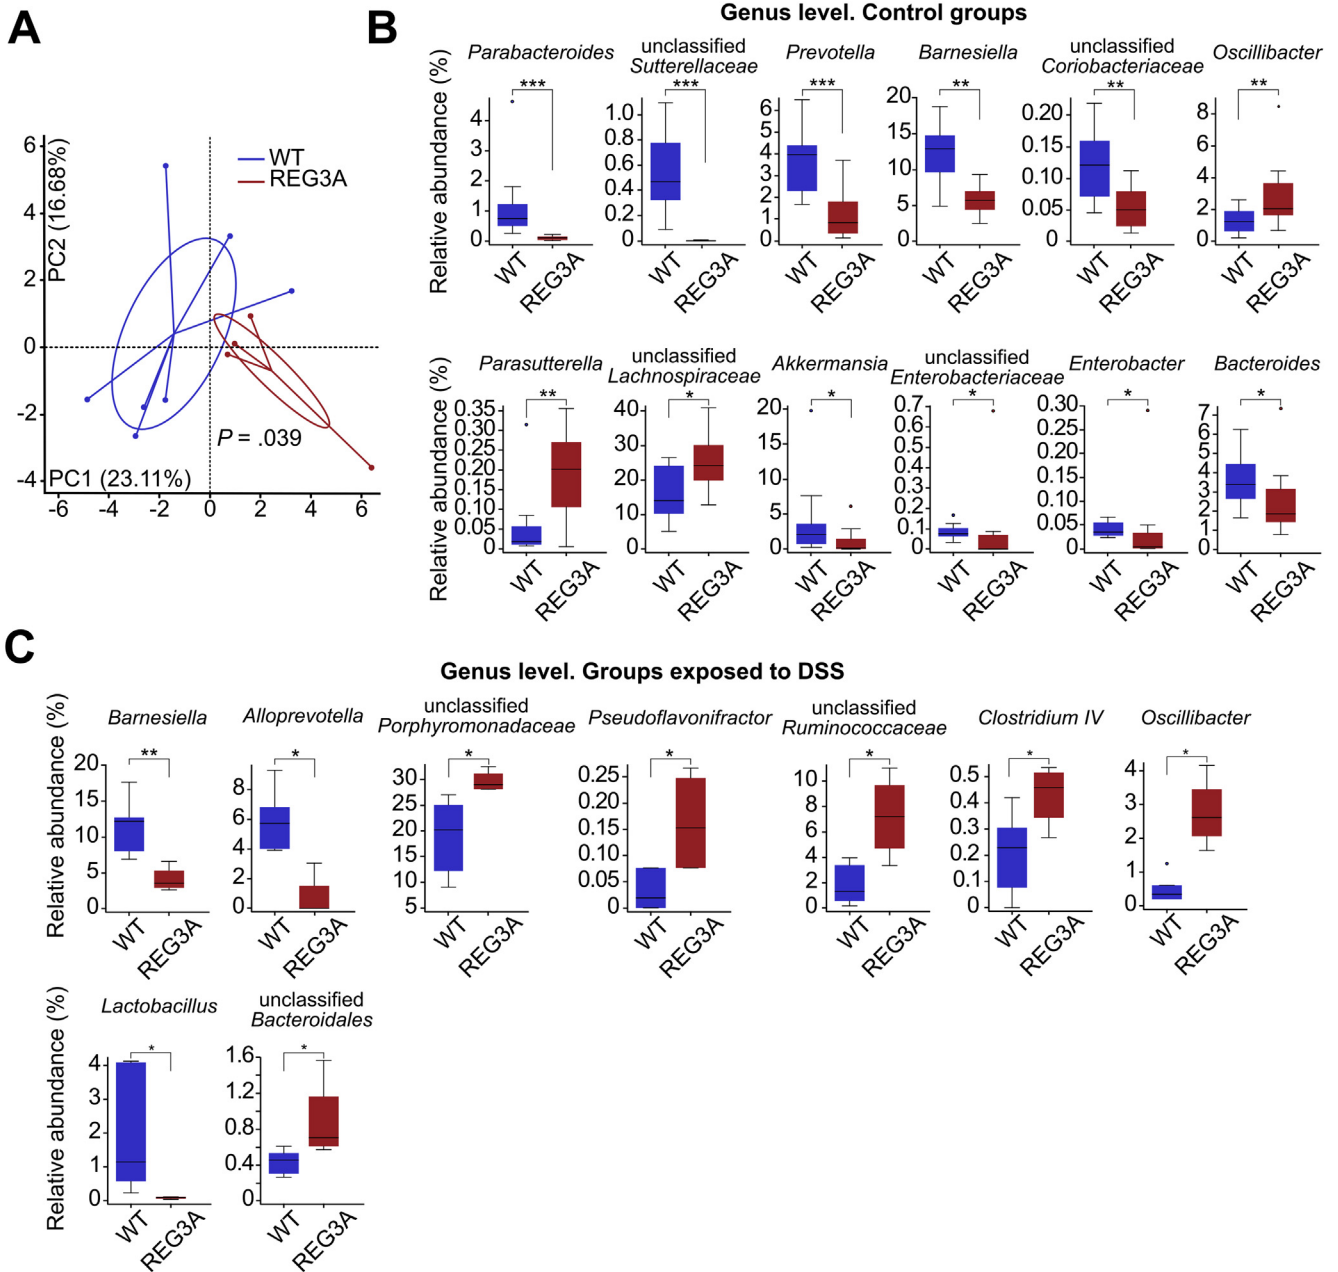 A
PC2 (16.68%)
6
4
2
0
-2
-4
WT
REG3A
P = .039
PC1 (23.11%)
-6
-4
-2
0
2
4
6
B
Genus level. Control groups
Relative abundance (%)
Parabacteroides
***
4
3
2
1
0
WT
REG3A
unclassified
Sutterellaceae
***
1.0
0.8
0.6
0.4
0.2
0
WT
REG3A
Prevotella
***
6
5
4
3
2
1
0
WT
REG3A
Barnesiella
**
20
15
10
5
0
WT
REG3A
unclassified
Coriobacteriaceae
**
0.20
0.15
0.10
0.05
0
WT
REG3A
Oscillibacter
**
8
6
4
2
0
WT
REG3A
Relative abundance (%)
Parasutterella
**
0.35
0.30
0.25
0.20
0.15
0.10
0.05
0
WT
REG3A
unclassified
Lachnospiraceae
*
40
30
20
10
0
WT
REG3A
Akkermansia
*
20
15
10
5
0
WT
REG3A
unclassified
Enterobacteriaceae
*
0.7
0.6
0.5
0.4
0.3
0.2
0.1
0
WT
REG3A
Enterobacter
*
0.30
0.25
0.20
0.15
0.10
0.05
0
WT
REG3A
Bacteroides
*
7
6
5
4
3
2
1
0
WT
REG3A
C
Genus level. Groups exposed to DSS
Relative abundance (%)
Barnesiella
**
20
15
10
5
0
WT
REG3A
Alloprevotella
*
8
6
4
2
0
WT
REG3A
unclassified
Porphyromonadaceae
*
30
25
20
15
10
5
WT
REG3A
Pseudoflavonifractor
*
0.25
0.20
0.15
0.10
0.05
0
WT
REG3A
unclassified
Ruminococcaceae
*
10
8
6
4
2
0
WT
REG3A
Clostridium IV
*
0.5
0.4
0.3
0.2
0.1
0
WT
REG3A
Oscillibacter
*
4
3
2
1
0
WT
REG3A
Relative abundance (%)
Lactobacillus
*
4
3
2
1
0
WT
REG3A
unclassified
Bacteroidales
*
1.6
1.2
0.8
0.4
0
WT
REG3A